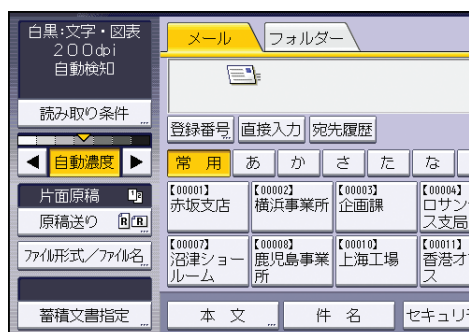 白黒:文字・図表
200dpi
自動検知
読み取り条件
自動濃度
片面原稿
原稿送り
ファイル形式/ファイル名
蓄積文書指定
メール
フォルダー
登録番号
直接入力
宛先履歴
常用
あ
か
さ
た
な
【00001】
赤坂支店
【00002】
横浜事業所
【00003】
企画課
【00004】
ロサン
ス支局
【00007】
沼津ショー
ルーム
【00008】
鹿児島事業
所
【00010】
上海工場
【00011】
香港オ
ス
本文
件名
セキュリ